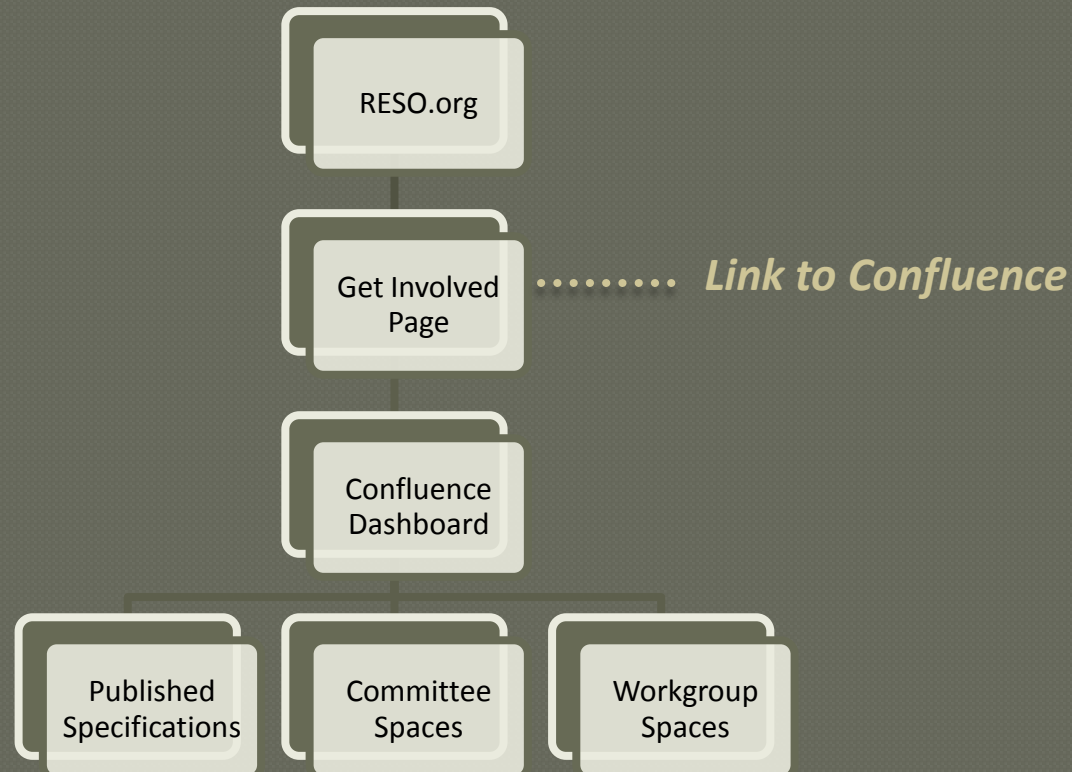 RESO.org
Get Involved
Page
Link to Confluence
Confluence
Dashboard
Published
Specifications
Committee
Spaces
Workgroup
Spaces